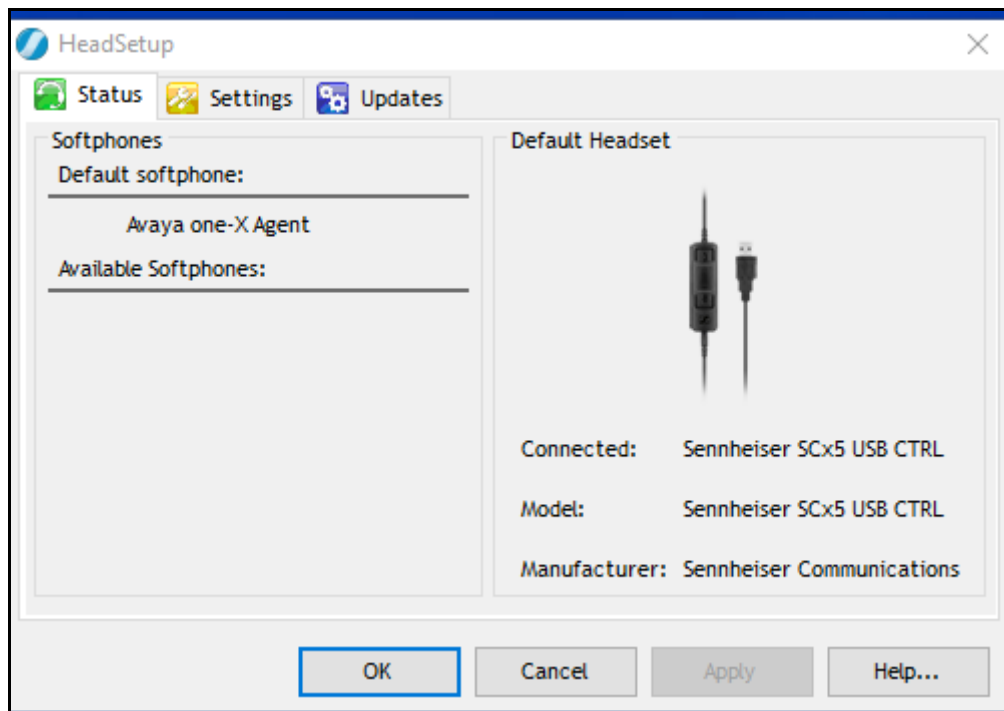 HeadSetup
Status Settings Updates
Softphones
Default softphone:
Avaya one-X Agent
Available Softphones:
Default Headset
Connected: Sennheiser SCx5 USB CTRL
Model: Sennheiser SCx5 USB CTRL
Manufacturer: Sennheiser Communications
OK Cancel Apply Help...